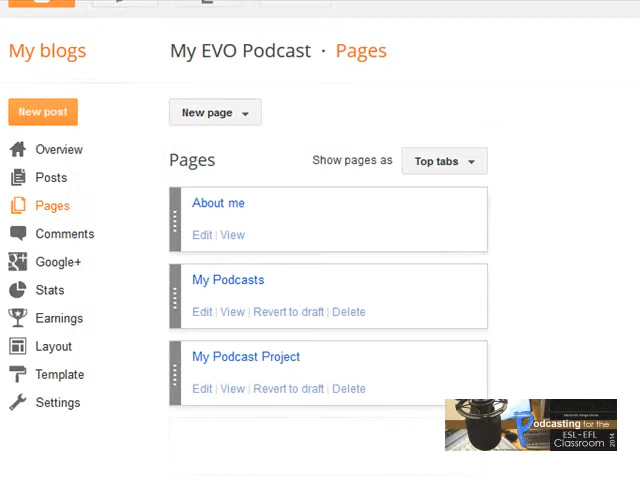 My blogs
My EVO Podcast · Pages
New post
New page
Overview
Posts
Pages
Comments
Google+
Stats
Earnings
Layout
Template
Settings
Pages
Show pages as
Top tabs
About me
Edit | View
My Podcasts
Edit | View | Revert to draft | Delete
My Podcast Project
Edit | View | Revert to draft | Delete
Podcasting for the
ESL-EFL
Classroom
2014